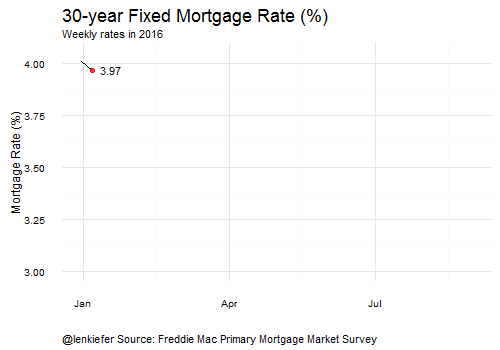 30-year Fixed Mortgage Rate (%)
Weekly rates in 2016
4.00
3.97
3.75
3.50
3.25
3.00
Mortgage Rate (%)
Jan Apr Jul
@lenkiefer Source: Freddie Mac Primary Mortgage Market Survey